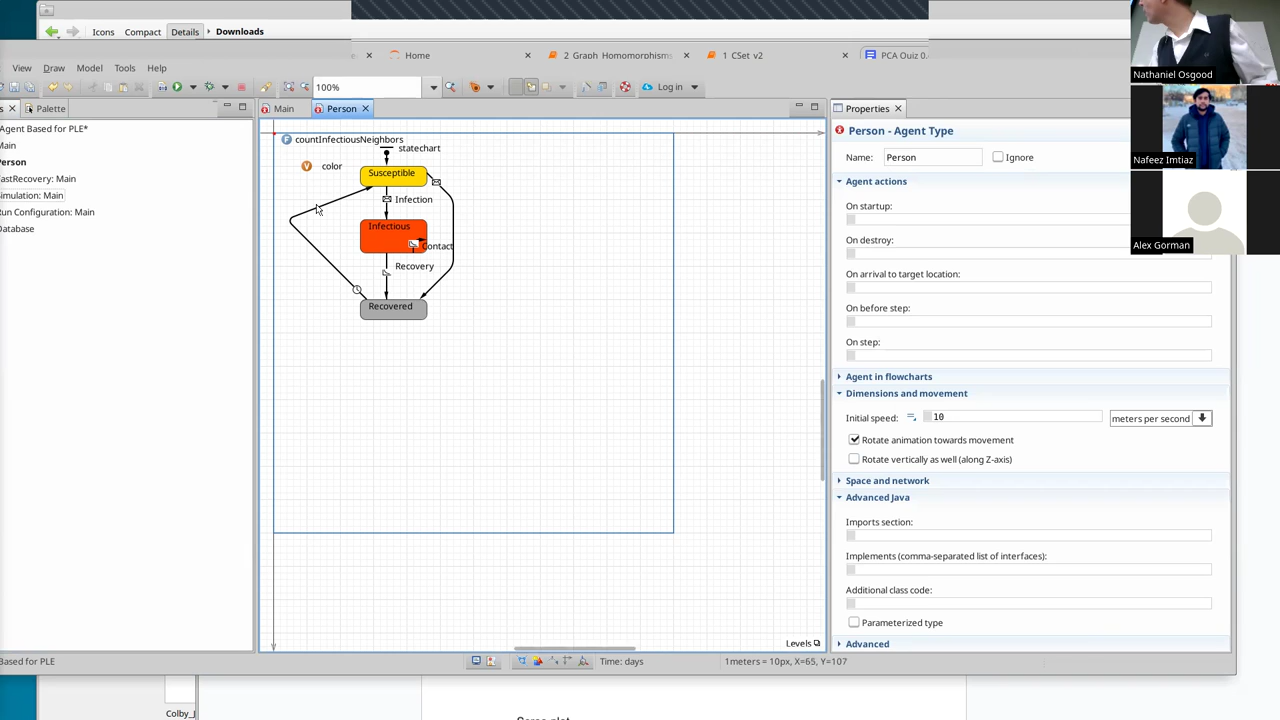 Icons Compact Details Downloads
Home 2 Graph Homomorhisms 1 CSet v2 PCA Quiz 0.
View Draw Model Tools Help
100% Log in
Palette Main Person Properties
Agent Based for PLE*
Main
Person
FastRecovery: Main
Simulation: Main
Run Configuration: Main
Database
countInfectiousNeighbors
statechart
color
Susceptible
Infection
Infectious
Contact
Recovery
Recovered
Levels
Person - Agent Type
Name: Person Ignore
Agent actions
On startup:
On destroy:
On arrival to target location:
On before step:
On step:
Agent in flowcharts
Dimensions and movement
Initial speed: 10 meters per second
Rotate animation towards movement
Rotate vertically as well (along Z-axis)
Space and network
Advanced Java
Imports section:
Implements (comma-separated list of interfaces):
Additional class code:
Parameterized type
Advanced
Based for PLE Time: days 1meters = 10px, X=65, Y=107
Colby_
Nathaniel Osgood
Nafeez Imtiaz
Alex Gorman